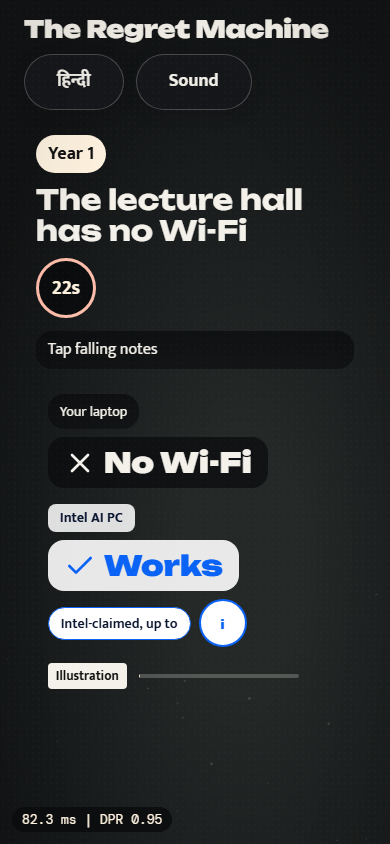 The Regret Machine
हिन्दी
Sound
Year 1
The lecture hall
has no Wi-Fi
22s
Tap falling notes
Your laptop
No Wi-Fi
Intel AI PC
Works
Intel-claimed, up to
i
Illustration
82.3 ms | DPR 0.95